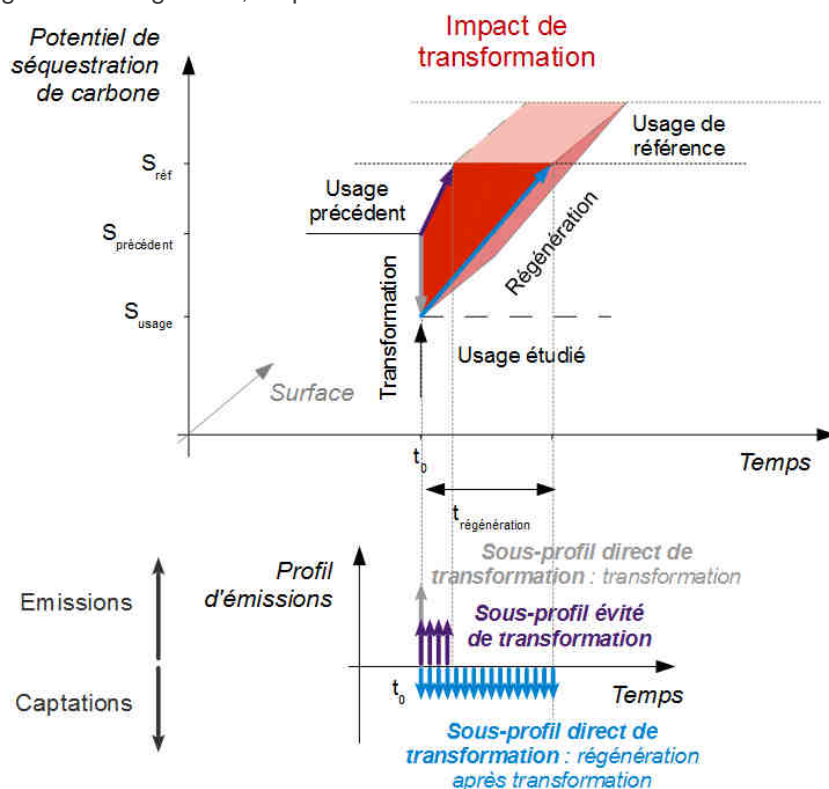 Impact de
transformation
Potentiel de
séquestration
de carbone
Usage de
référence
S réf
Usage
précédent
S précédent
Régénération
Transformation
S usage
Usage étudié
Surface
t0
Temps
t régénération
Sous-profil direct de
transformation : transformation
Profil
d'émissions
Emissions
Sous-profil évité
de transformation
t0
Temps
Captations
Sous-profil direct de
transformation : régénération
après transformation